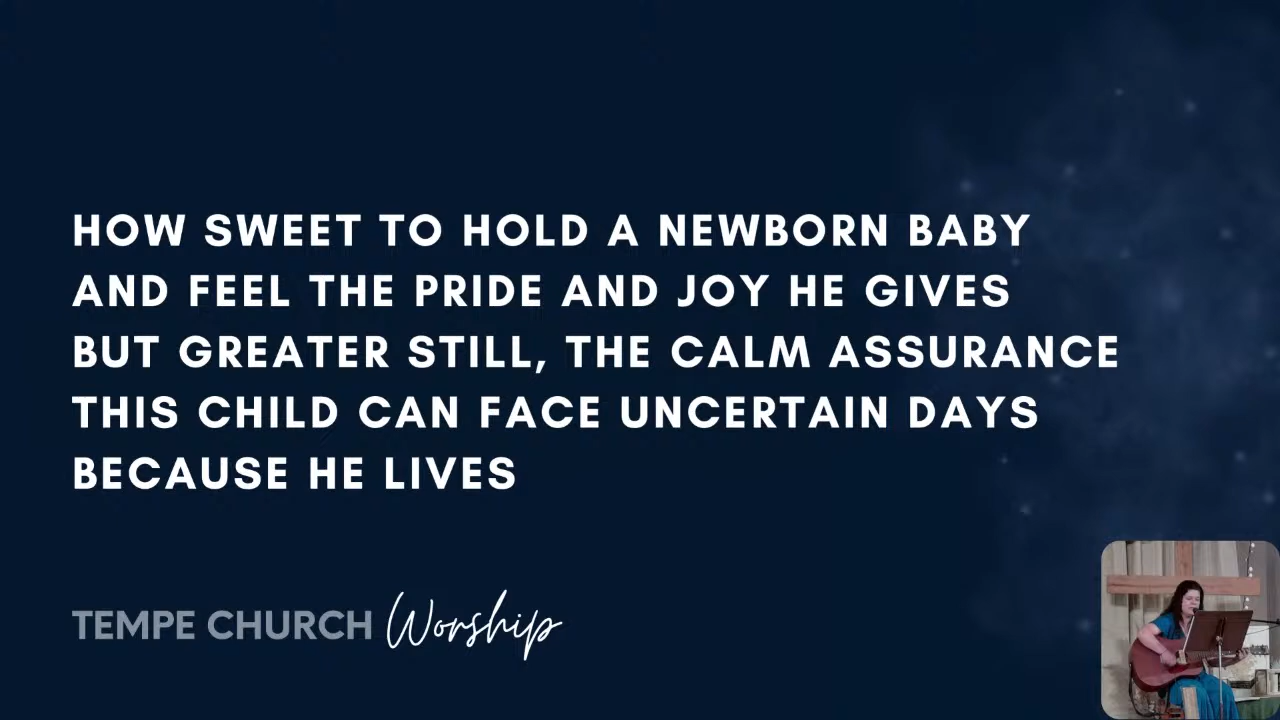 HOW SWEET TO HOLD A NEWBORN BABY
AND FEEL THE PRIDE AND JOY HE GIVES
BUT GREATER STILL, THE CALM ASSURANCE
THIS CHILD CAN FACE UNCERTAIN DAYS
BECAUSE HE LIVES
TEMPE CHURCH Worship